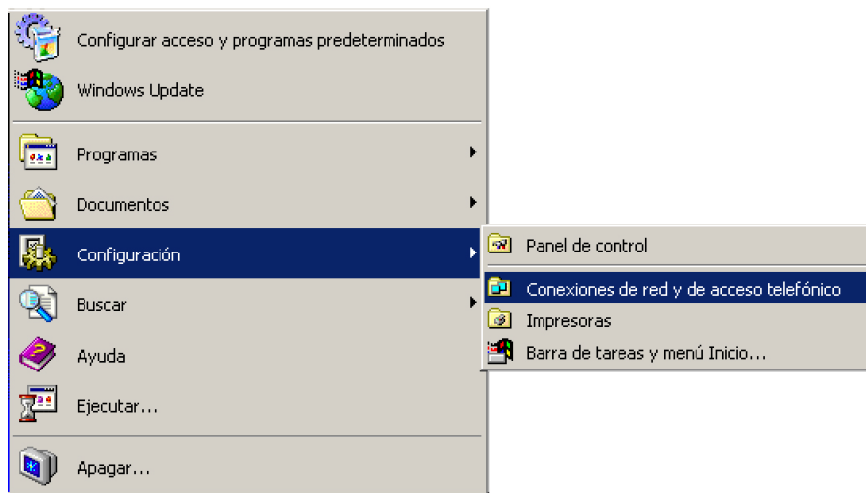 Configurar acceso y programas predeterminados
Windows Update
Programas
Documentos
Configuración
Panel de control
Conexiones de red y de acceso telefónico
Buscar
Impresoras
Ayuda
Barra de tareas y menú Inicio...
Ejecutar...
Apagar...